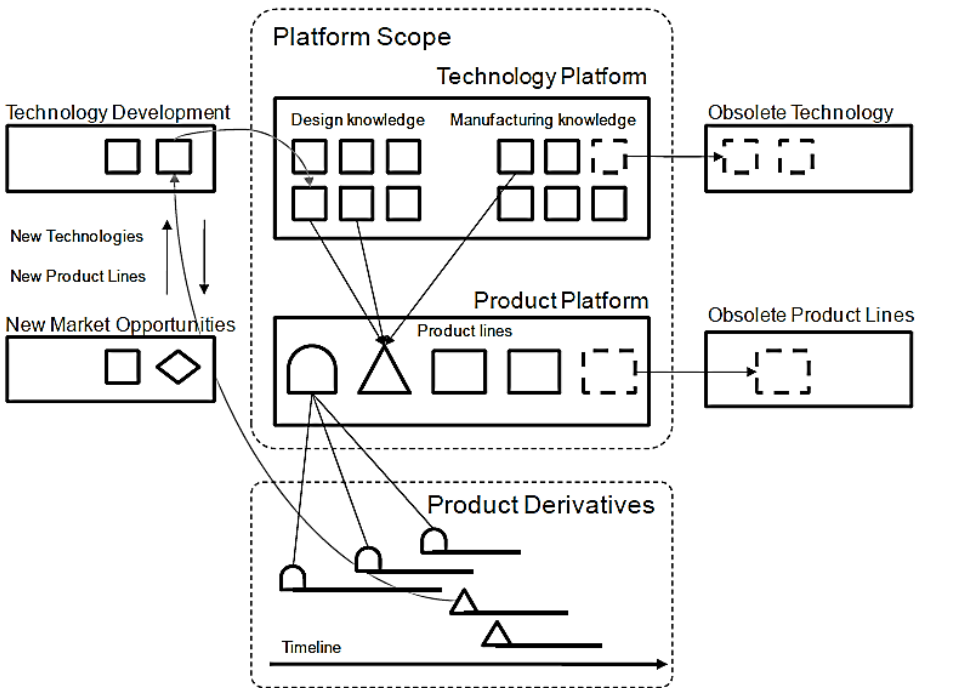 Platform Scope
Technology Platform
Technology Development
Design knowledge
Manufacturing knowledge
Obsolete Technology
New Technologies
New Product Lines
Product Platform
New Market Opportunities
Product lines
Obsolete Product Lines
Product Derivatives
Timeline